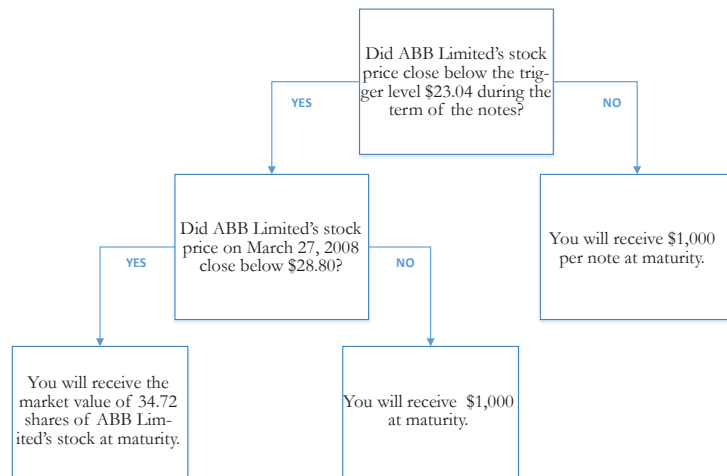 Did ABB Limited's stock
price close below the trig-
ger level $23.04 during the
term of the notes?
YES
NO
Did ABB Limited's stock
price on March 27, 2008
close below $28.80?
You will receive $1,000
per note at maturity.
YES
NO
You will receive the
market value of 34.72
shares of ABB Lim-
ited's stock at maturity.
You will receive $1,000
at maturity.